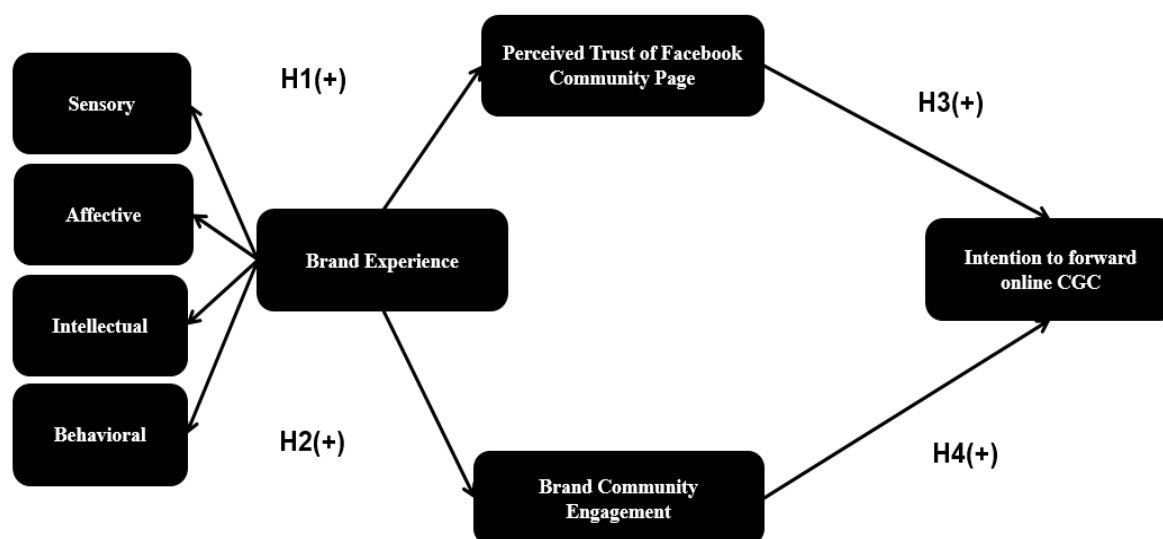 Perceived Trust of Facebook
Community Page
H1(+)
Sensory
H3(+)
Affective
Brand Experience
Intention to forward
online CGC
Intellectual
Behavioral
H2(+)
H4(+)
Brand Community
Engagement